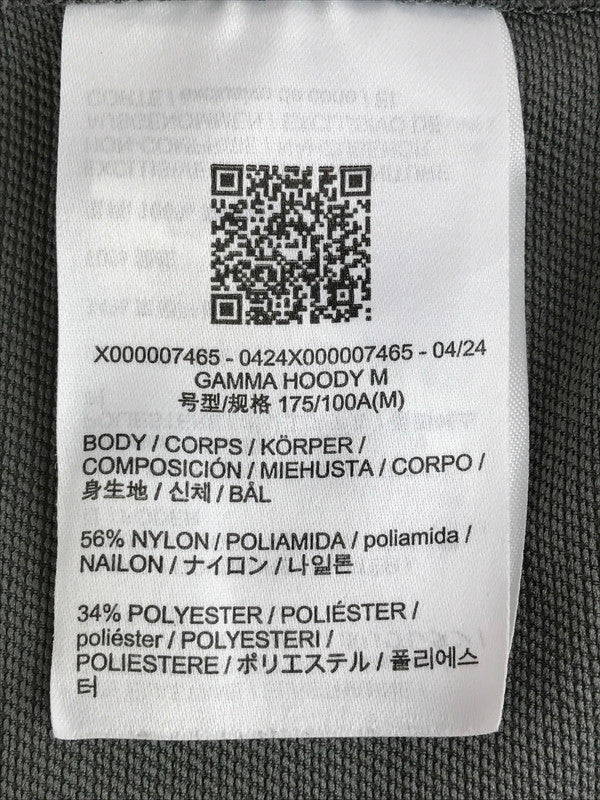 X000007465 - 0424X000007465 - 04/24
GAMMA HOODY M
号型/规格 175/100A(M)
BODY / CORPS / KÖRPER /
COMPOSICIÓN / MIEHUSTA / CORPO /
身生地 / 신체 / BÅL
56% NYLON / POLIAMIDA / poliamida /
NAILON / ナイロン / 나일론
34% POLYESTER / POLIÉSTER /
poliéster / POLYESTERI /
POLIESTERE / ポリエステル / 폴리에스
터